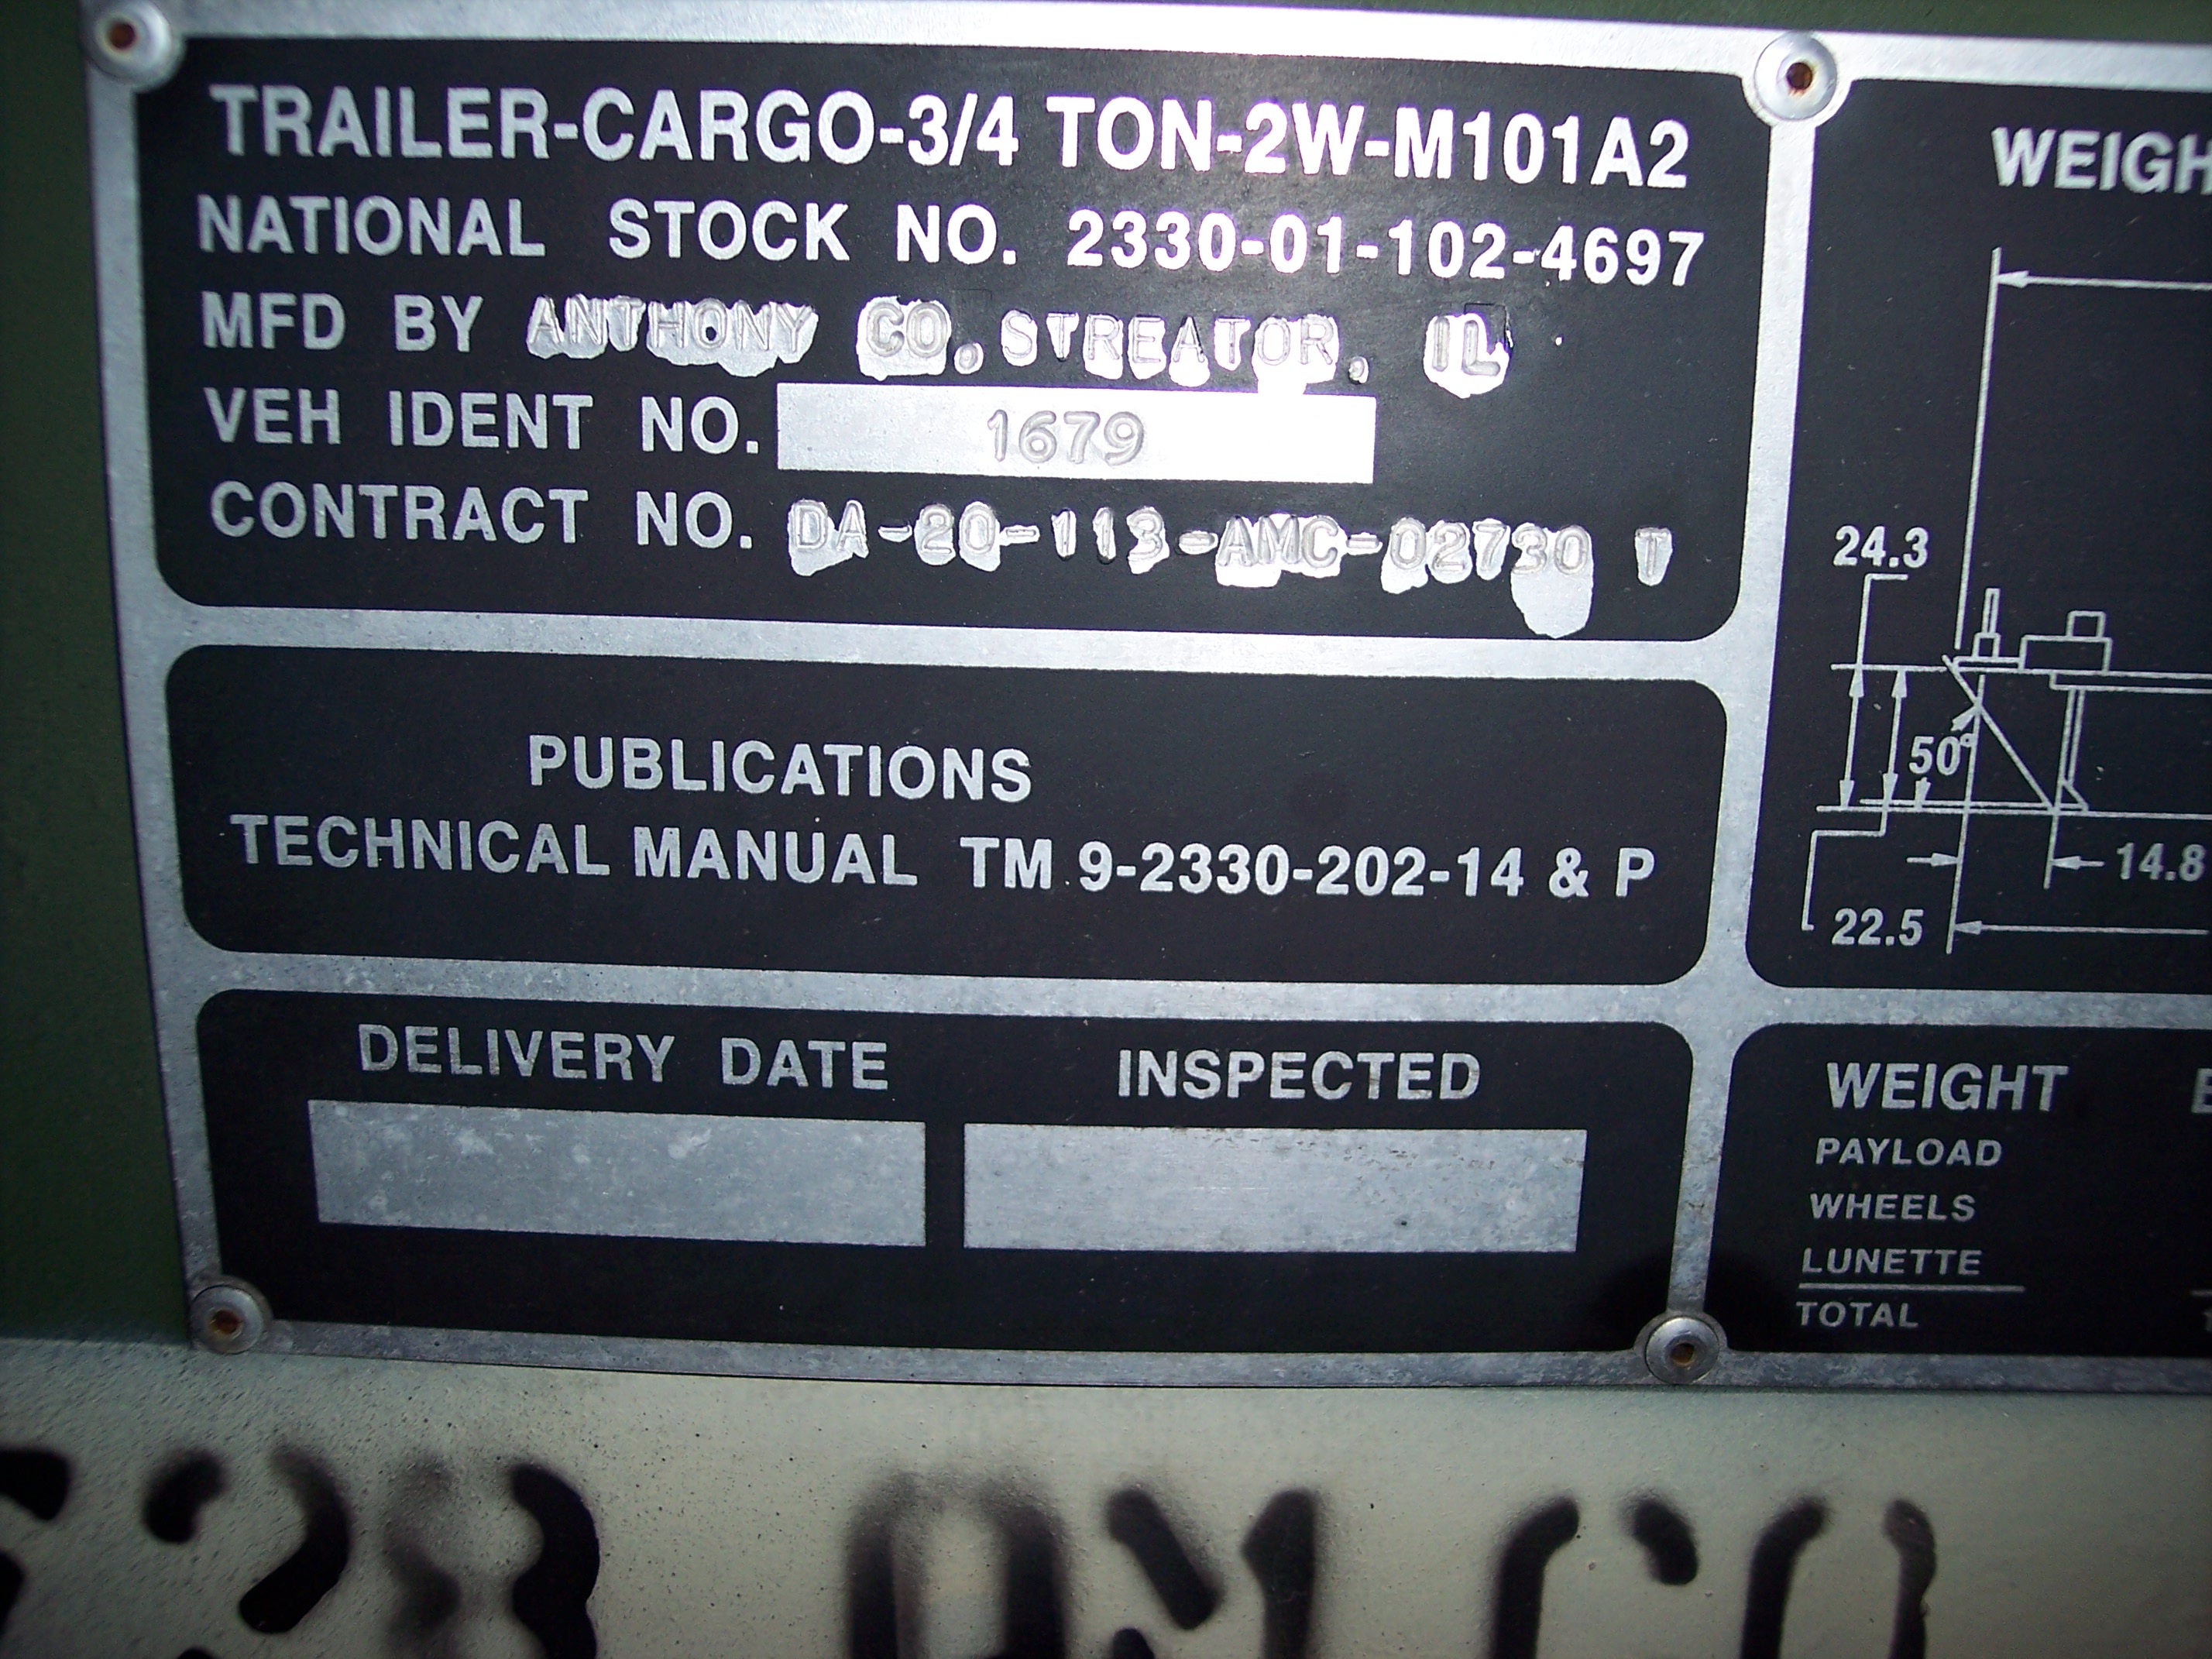 TRAILER-CARGO-3/4 TON-2W-M101A2
NATIONAL STOCK NO. 2330-01-102-4697
MFD BY ANTHONY CO, STREATOR, IL
VEH IDENT NO. 1679
CONTRACT NO. DA-20-113-AMC-02730 T
PUBLICATIONS
TECHNICAL MANUAL TM 9-2330-202-14 & P
DELIVERY DATE INSPECTED
24.3
50°
14.8
22.5
WEIGHT
PAYLOAD
WHEELS
LUNETTE
TOTAL